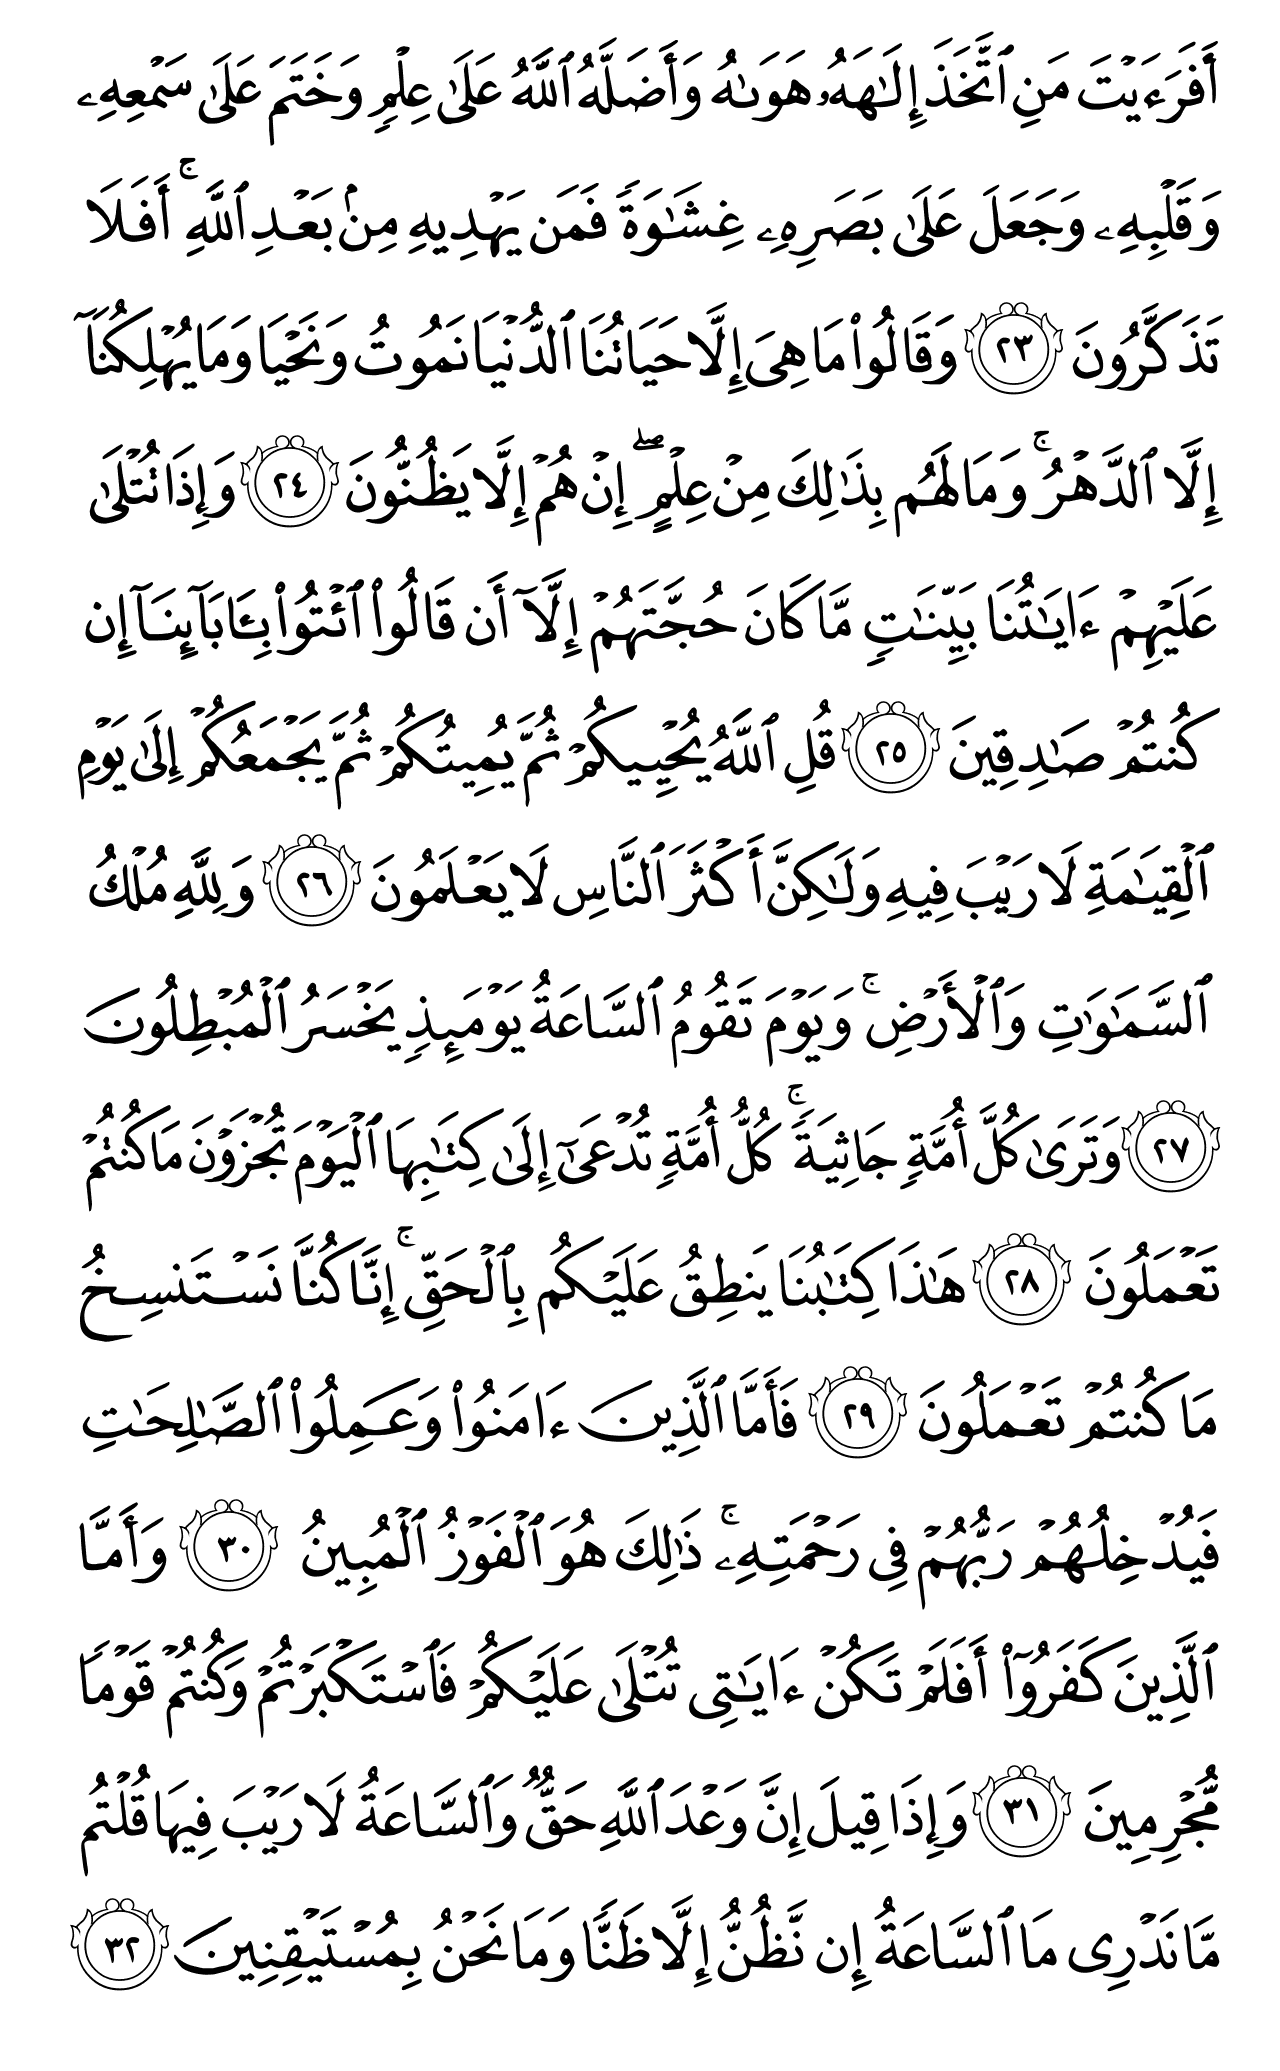 أَفَرَءَيۡتَ مَنِ ٱتَّخَذَ إِلَٰهَهُۥ هَوَىٰهُ وَأَضَلَّهُ ٱللَّهُ عَلَىٰ عِلۡمٖ وَخَتَمَ عَلَىٰ سَمۡعِهِۦ
وَقَلۡبِهِۦ وَجَعَلَ عَلَىٰ بَصَرِهِۦ غِشَٰوَةٗ فَمَن يَهۡدِيهِ مِنۢ بَعۡدِ ٱللَّهِۚ أَفَلَا
تَذَكَّرُونَ ٢٣ وَقَالُواْ مَا هِيَ إِلَّا حَيَاتُنَا ٱلدُّنۡيَا نَمُوتُ وَنَحۡيَا وَمَا يُهۡلِكُنَآ
إِلَّا ٱلدَّهۡرُۚ وَمَا لَهُم بِذَٰلِكَ مِنۡ عِلۡمٍۖ إِنۡ هُمۡ إِلَّا يَظُنُّونَ ٢٤ وَإِذَا تُتۡلَىٰ
عَلَيۡهِمۡ ءَايَٰتُنَا بَيِّنَٰتٖ مَّا كَانَ حُجَّتَهُمۡ إِلَّآ أَن قَالُواْ ٱئۡتُواْ بِـَٔابَآئِنَآ إِن
كُنتُمۡ صَٰدِقِينَ ٢٥ قُلِ ٱللَّهُ يُحۡيِيكُمۡ ثُمَّ يُمِيتُكُمۡ ثُمَّ يَجۡمَعُكُمۡ إِلَىٰ يَوۡمِ
ٱلۡقِيَٰمَةِ لَا رَيۡبَ فِيهِ وَلَٰكِنَّ أَكۡثَرَ ٱلنَّاسِ لَا يَعۡلَمُونَ ٢٦ وَلِلَّهِ مُلۡكُ
ٱلسَّمَٰوَٰتِ وَٱلۡأَرۡضِۚ وَيَوۡمَ تَقُومُ ٱلسَّاعَةُ يَوۡمَئِذٖ يَخۡسَرُ ٱلۡمُبۡطِلُونَ
٢٧ وَتَرَىٰ كُلَّ أُمَّةٖ جَاثِيَةٗۚ كُلُّ أُمَّةٖ تُدۡعَىٰٓ إِلَىٰ كِتَٰبِهَا ٱلۡيَوۡمَ تُجۡزَوۡنَ مَا كُنتُمۡ
تَعۡمَلُونَ ٢٨ هَٰذَا كِتَٰبُنَا يَنطِقُ عَلَيۡكُم بِٱلۡحَقِّۚ إِنَّا كُنَّا نَسۡتَنسِخُ
مَا كُنتُمۡ تَعۡمَلُونَ ٢٩ فَأَمَّا ٱلَّذِينَ ءَامَنُواْ وَعَمِلُواْ ٱلصَّٰلِحَٰتِ
فَيُدۡخِلُهُمۡ رَبُّهُمۡ فِي رَحۡمَتِهِۦۚ ذَٰلِكَ هُوَ ٱلۡفَوۡزُ ٱلۡمُبِينُ ٣٠ وَأَمَّا
ٱلَّذِينَ كَفَرُوٓاْ أَفَلَمۡ تَكُنۡ ءَايَٰتِي تُتۡلَىٰ عَلَيۡكُمۡ فَٱسۡتَكۡبَرۡتُمۡ وَكُنتُمۡ قَوۡمٗا
مُّجۡرِمِينَ ٣١ وَإِذَا قِيلَ إِنَّ وَعۡدَ ٱللَّهِ حَقّٞ وَٱلسَّاعَةُ لَا رَيۡبَ فِيهَا قُلۡتُم
مَّا نَدۡرِي مَا ٱلسَّاعَةُ إِن نَّظُنُّ إِلَّا ظَنّٗا وَمَا نَحۡنُ بِمُسۡتَيۡقِنِينَ ٣٢